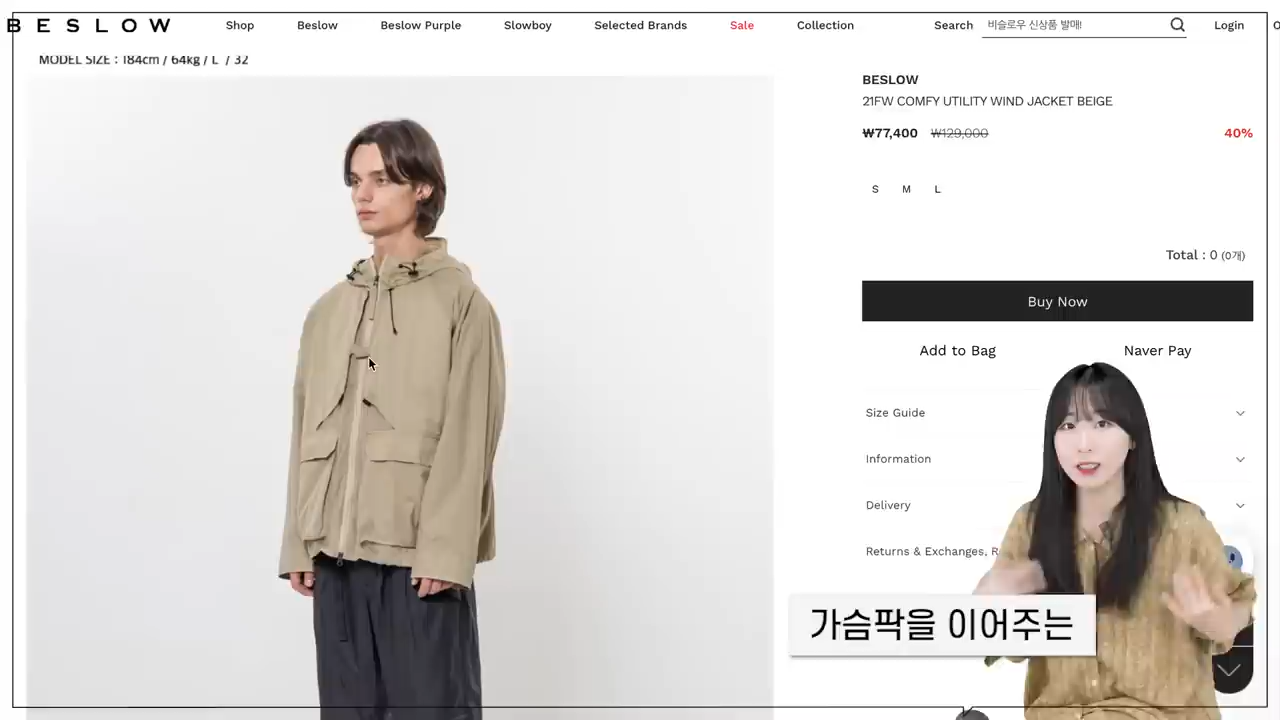 BESLOW
Shop
Beslow
Beslow Purple
Slowboy
Selected Brands
Sale
Collection
Search
비슬로우 신상품 발매!
Login
MODEL SIZE : 184cm / 64kg / L / 32
BESLOW
21FW COMFY UTILITY WIND JACKET BEIGE
₩77,400 ₩129,000 40%
S M L
Total : 0 (0개)
Buy Now
Add to Bag
Naver Pay
Size Guide
Information
Delivery
Returns & Exchanges, R
가슴팍을 이어주는